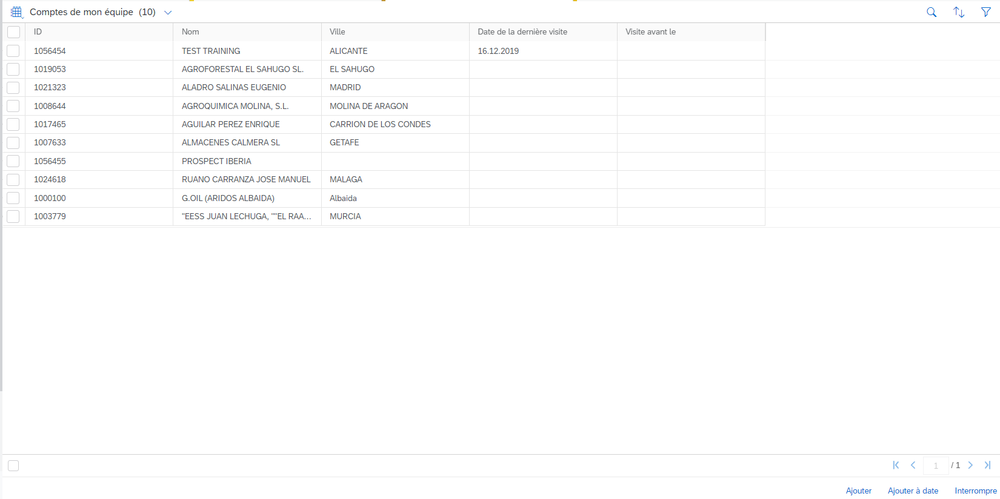 Comptes de mon équipe (10)
ID Nom Ville Date de la dernière visite Visite avant le
1056454 TEST TRAINING ALICANTE 16.12.2019
1019053 AGROFORESTAL EL SAHUGO SL. EL SAHUGO
1021323 ALADRO SALINAS EUGENIO MADRID
1008644 AGROQUIMICA MOLINA, S.L. MOLINA DE ARAGON
1017465 AGUILAR PEREZ ENRIQUE CARRION DE LOS CONDES
1007633 ALMACENES CALMERA SL GETAFE
1056455 PROSPECT IBERIA
1024618 RUANO CARRANZA JOSE MANUEL MALAGA
1000100 G.OIL (ARIDOS ALBAIDA) Albaida
1003779 "EESS JUAN LECHUGA, ""EL RAA... MURCIA
1 / 1
Ajouter Ajouter à date Interrompre